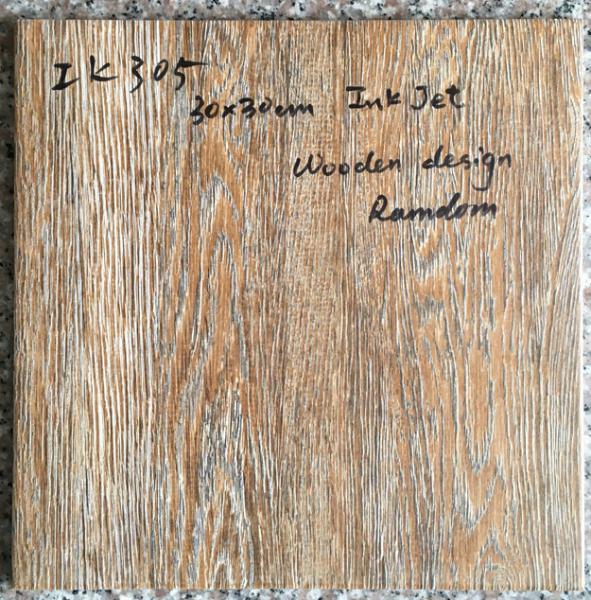 IK305
30x30cm Ink Jet
Wooden design
Ramdom